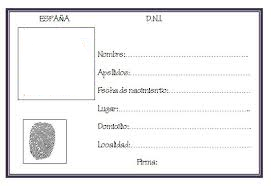 ESPAÑA D.N.I.
Nombre:
Apellidos:
Fecha de nacimiento:
Lugar:
Domicilio:
Localidad:
Firma: